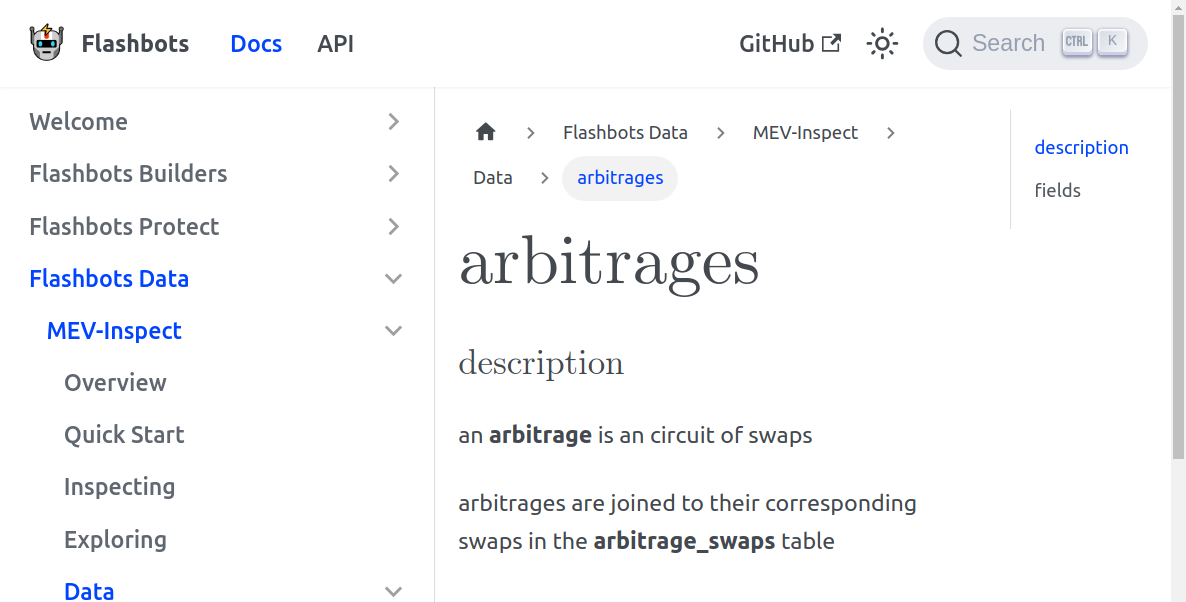 Flashbots Docs API GitHub Search CTRL K
Welcome
Flashbots Builders
Flashbots Protect
Flashbots Data
MEV-Inspect
Overview
Quick Start
Inspecting
Exploring
Data
Flashbots Data MEV-Inspect
Data arbitrages
arbitrages
description
an arbitrage is an circuit of swaps
arbitrages are joined to their corresponding
swaps in the arbitrage_swaps table
description
fields